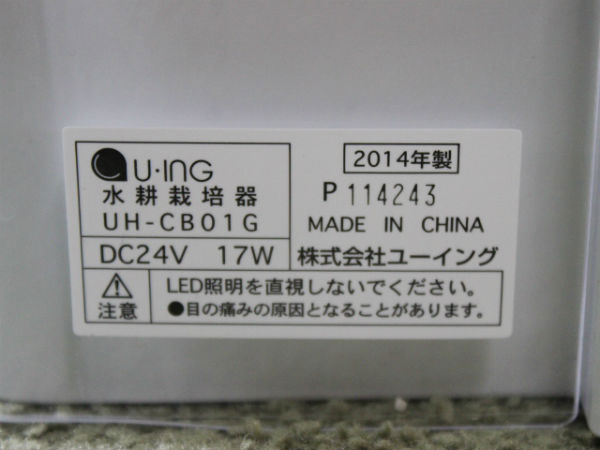 U·ING
水耕栽培器
UH-CB01G
DC24V 17W
2014年製
P 114243
MADE IN CHINA
株式会社ユーイング
注意
LED照明を直視しないでください。
●目の痛みの原因となることがあります。